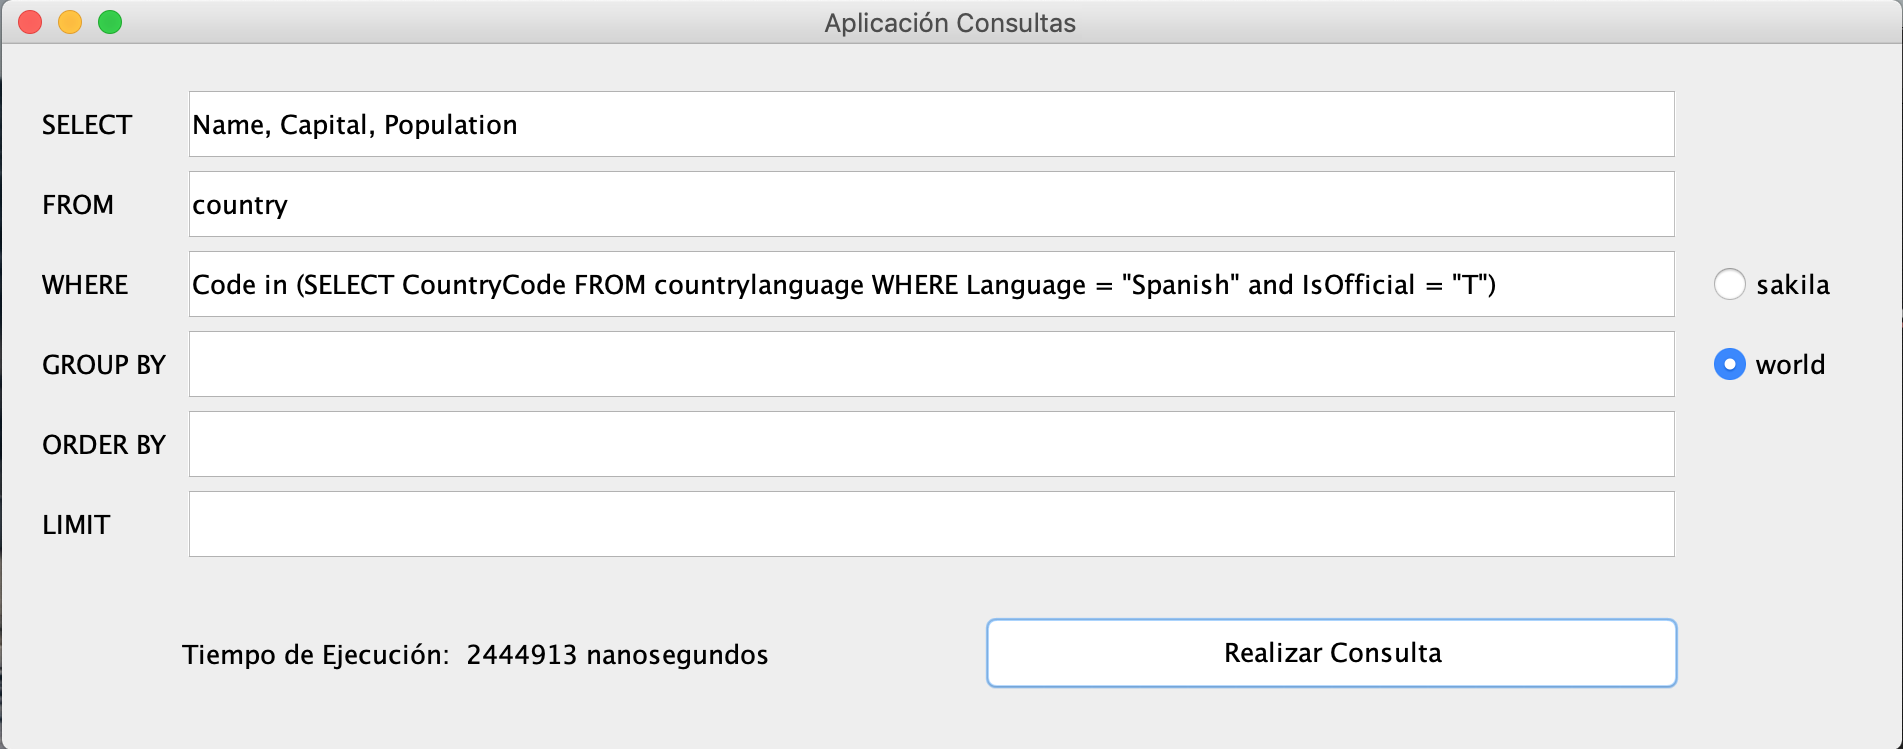 Aplicación Consultas
SELECT Name, Capital, Population
FROM country
WHERE Code in (SELECT CountryCode FROM countrylanguage WHERE Language = "Spanish" and IsOfficial = "T") sakila
GROUP BY world
ORDER BY
LIMIT
Tiempo de Ejecución: 2444913 nanosegundos Realizar Consulta